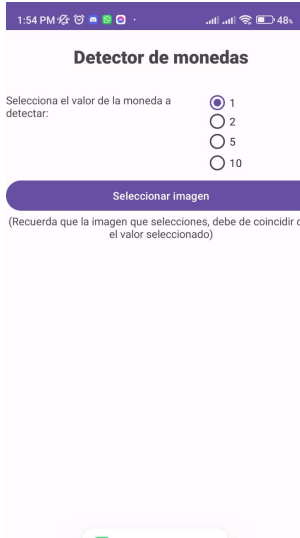 1:54 PM 48%
Detector de monedas
Selecciona el valor de la moneda a
detectar:
1
2
5
10
Seleccionar imagen
(Recuerda que la imagen que selecciones, debe de coincidir
el valor seleccionado)